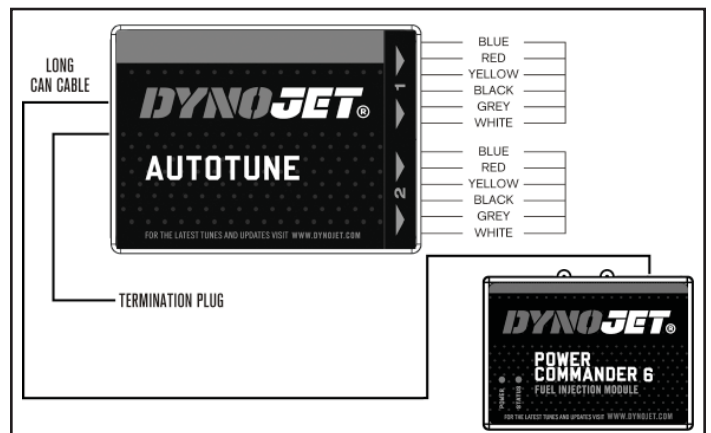 LONG
CAN CABLE
DYNOJET®
AUTOTUNE
FOR THE LATEST TUNES AND UPDATES VISIT WWW.DYNOJET.COM
1
2
BLUE
RED
YELLOW
BLACK
GREY
WHITE
BLUE
RED
YELLOW
BLACK
GREY
WHITE
TERMINATION PLUG
DYNOJET®
POWER
COMMANDER 6
FUEL INJECTION MODULE
POWER
STATUS
FOR THE LATEST TUNES AND UPDATES VISIT WWW.DYNOJET.COM